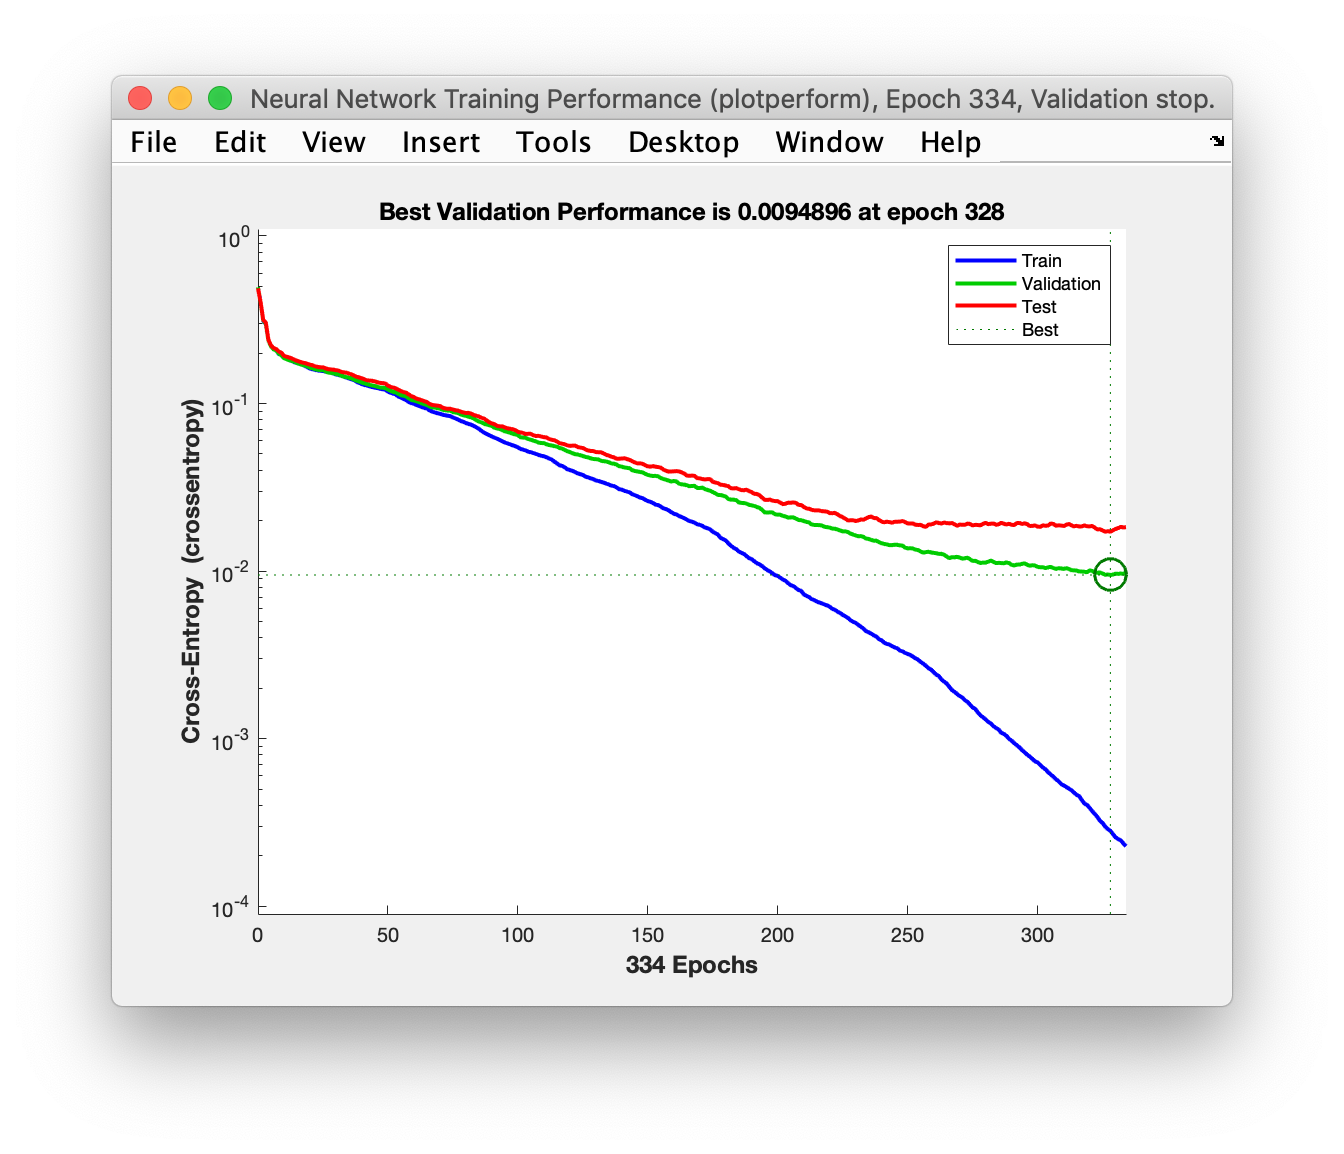 Neural Network Training Performance (plotperform), Epoch 334, Validation stop.
File Edit View Insert Tools Desktop Window Help
Best Validation Performance is 0.0094896 at epoch 328
10^0
10^-1
10^-2
10^-3
10^-4
Cross-Entropy (crossentropy)
Train
Validation
Test
Best
0 50 100 150 200 250 300
334 Epochs